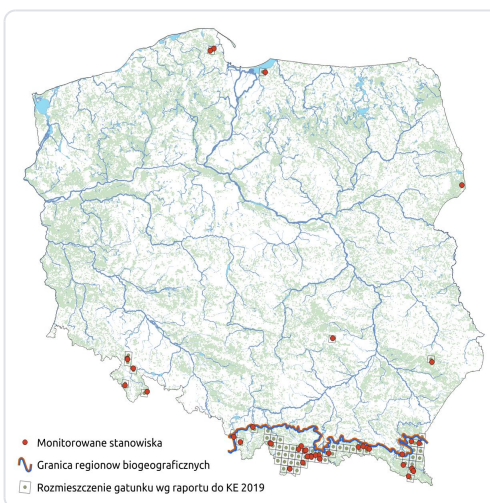 Monitorowane stanowiska
Granica regionow biogeograficznych
Rozmieszczenie gatunku wg raportu do KE 2019